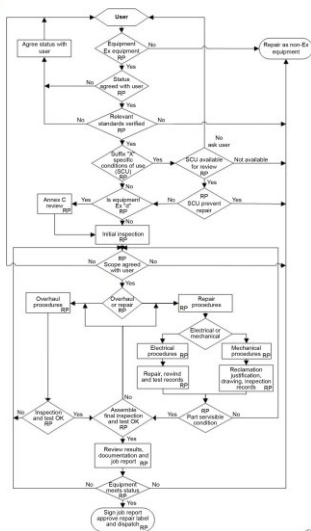 User
Equipment
Ex equipment
RP
No
Repair as non-Ex
equipment
Yes
Agree status with
user
No
Status
agreed with user
RP
Yes
No
Relevant
standards verified
RP
Yes
No
ask user
Suffix "X"
specific
conditions of use
(SCU)
RP
Yes
SCU available
for review
RP
Not available
No
Yes
Annex C
review
RP
Yes
Is equipment
Ex "d"
RP
No
RP
SCU prevent
repair
Yes
No
Initial inspection
RP
No
Scope agreed
with user
RP
Yes
Overhaul
procedures
RP
Overhaul
or repair
RP
Repair
procedures
RP
Electrical or
mechanical
Electrical
procedures
RP
Mechanical
procedures
RP
Repair, rewind
and test records
RP
Reclamation
justification,
drawing, inspection
records
RP
No
No
Inspection
and test OK
RP
Yes
Assemble
final inspection
and test OK
RP
Yes
RP
Part servisible
condition
No
Yes
Review results,
documentation and
job report
RP
No
Equipment
meets status
RP
No
Yes
Sign job report
approve repair label
and dispatch
RP